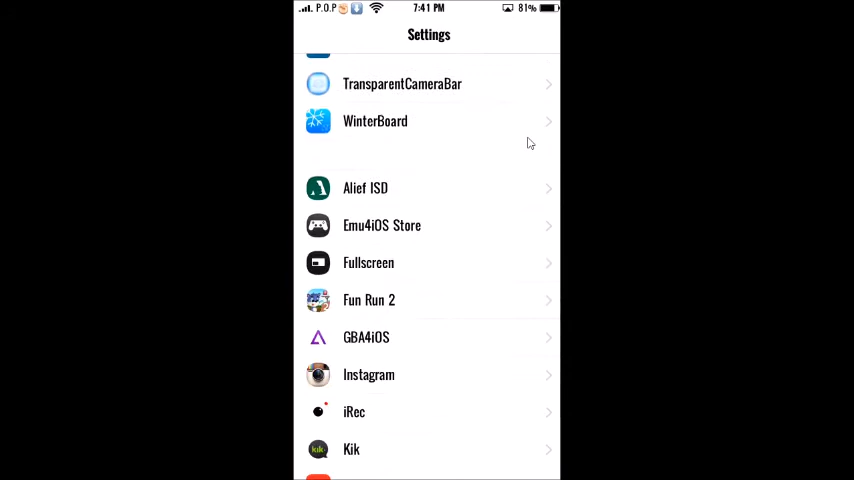 P.O.P 7:41 PM 81%
Settings
TransparentCameraBar
WinterBoard
Alief ISD
Emu4iOS Store
Fullscreen
Fun Run 2
GBA4iOS
Instagram
iRec
kik Kik